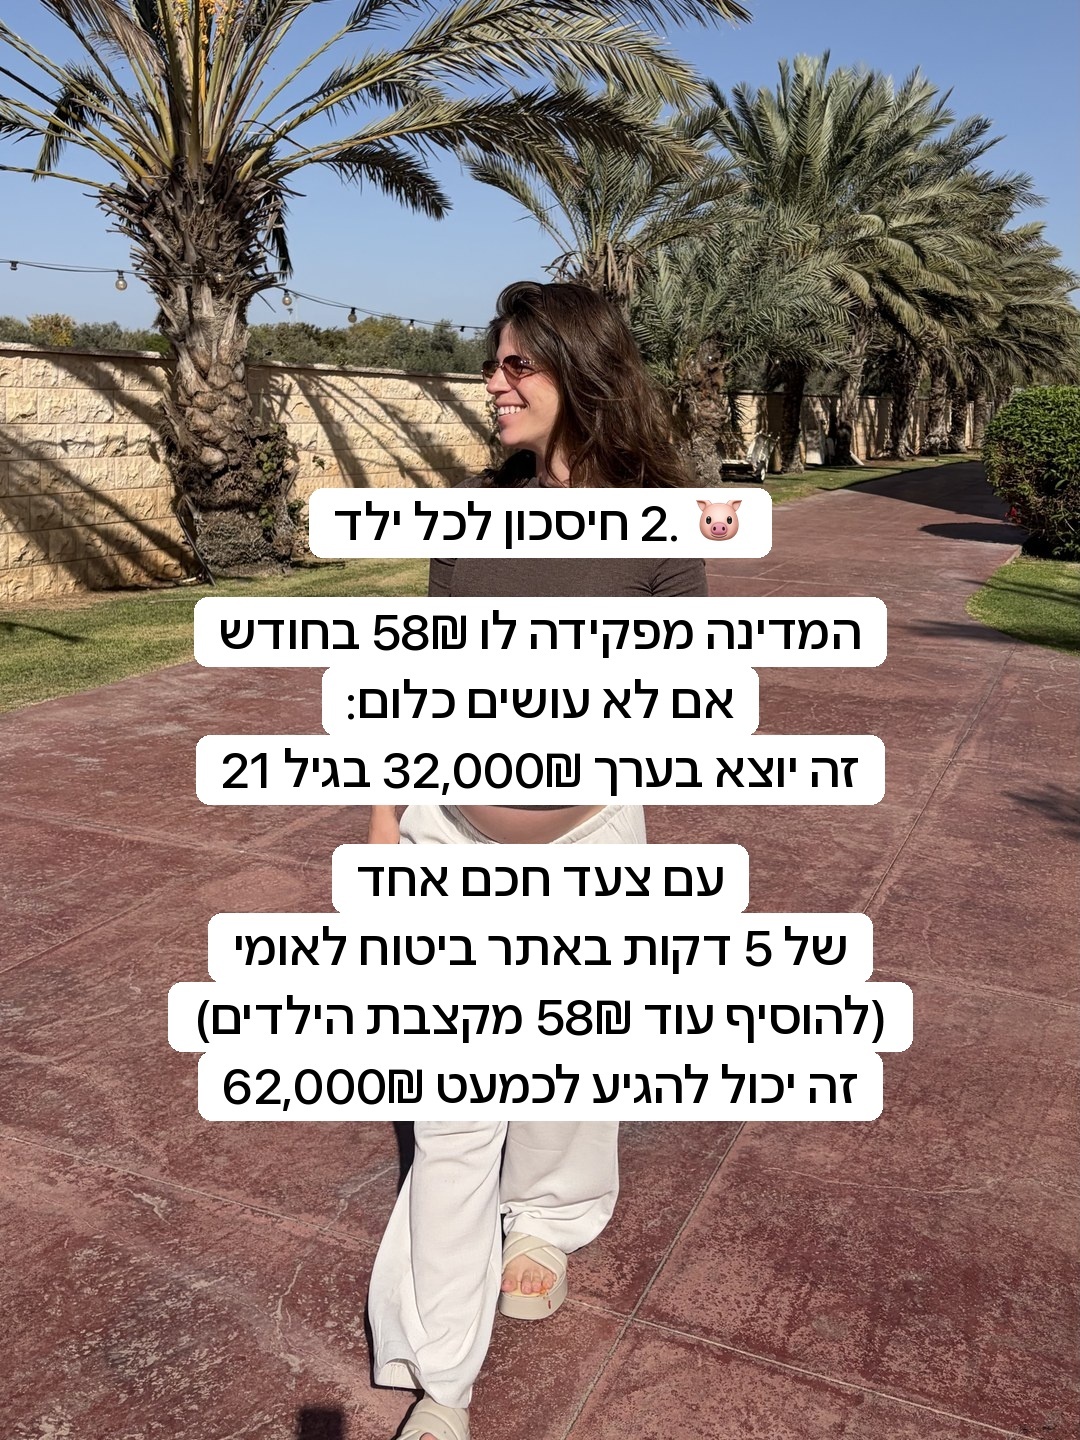 🐷 .2 חיסכון לכל ילד
המדינה מפקידה לו 58₪ בחודש
אם לא עושים כלום:
זה יוצא בערך 32,000₪ בגיל 21
עם צעד חכם אחד
של 5 דקות באתר ביטוח לאומי
(להוסיף עוד 58₪ מקצבת הילדים)
זה יכול להגיע לכמעט 62,000₪